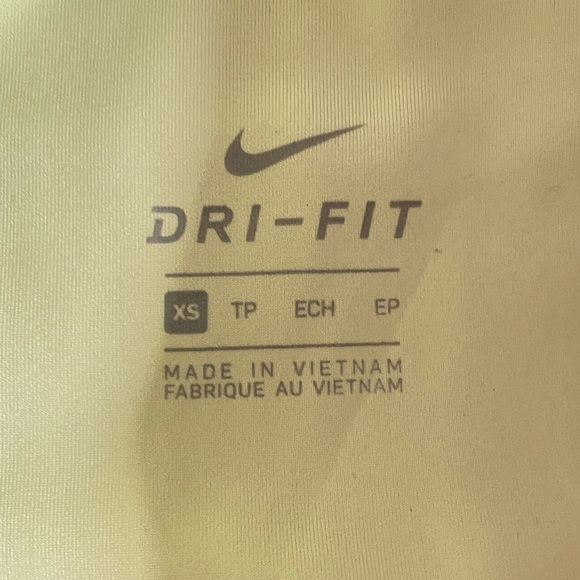 DRI-FIT
XS TP ECH EP
MADE IN VIETNAM
FABRIQUE AU VIETNAM